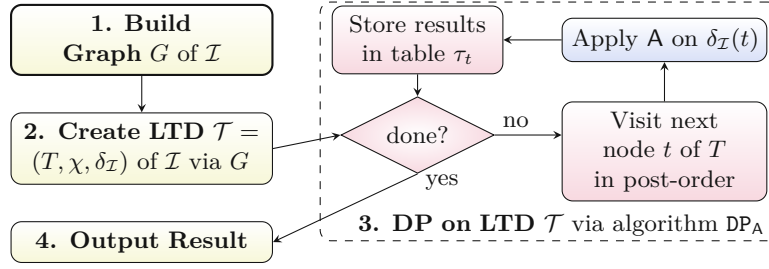 1. Build
Graph G of I
2. Create LTD T =
(T, χ, δ_I) of I via G
4. Output Result
Store results
in table τ_t
done?
no
yes
Apply A on δ_I(t)
Visit next
node t of T
in post-order
3. DP on LTD T via algorithm DP_A